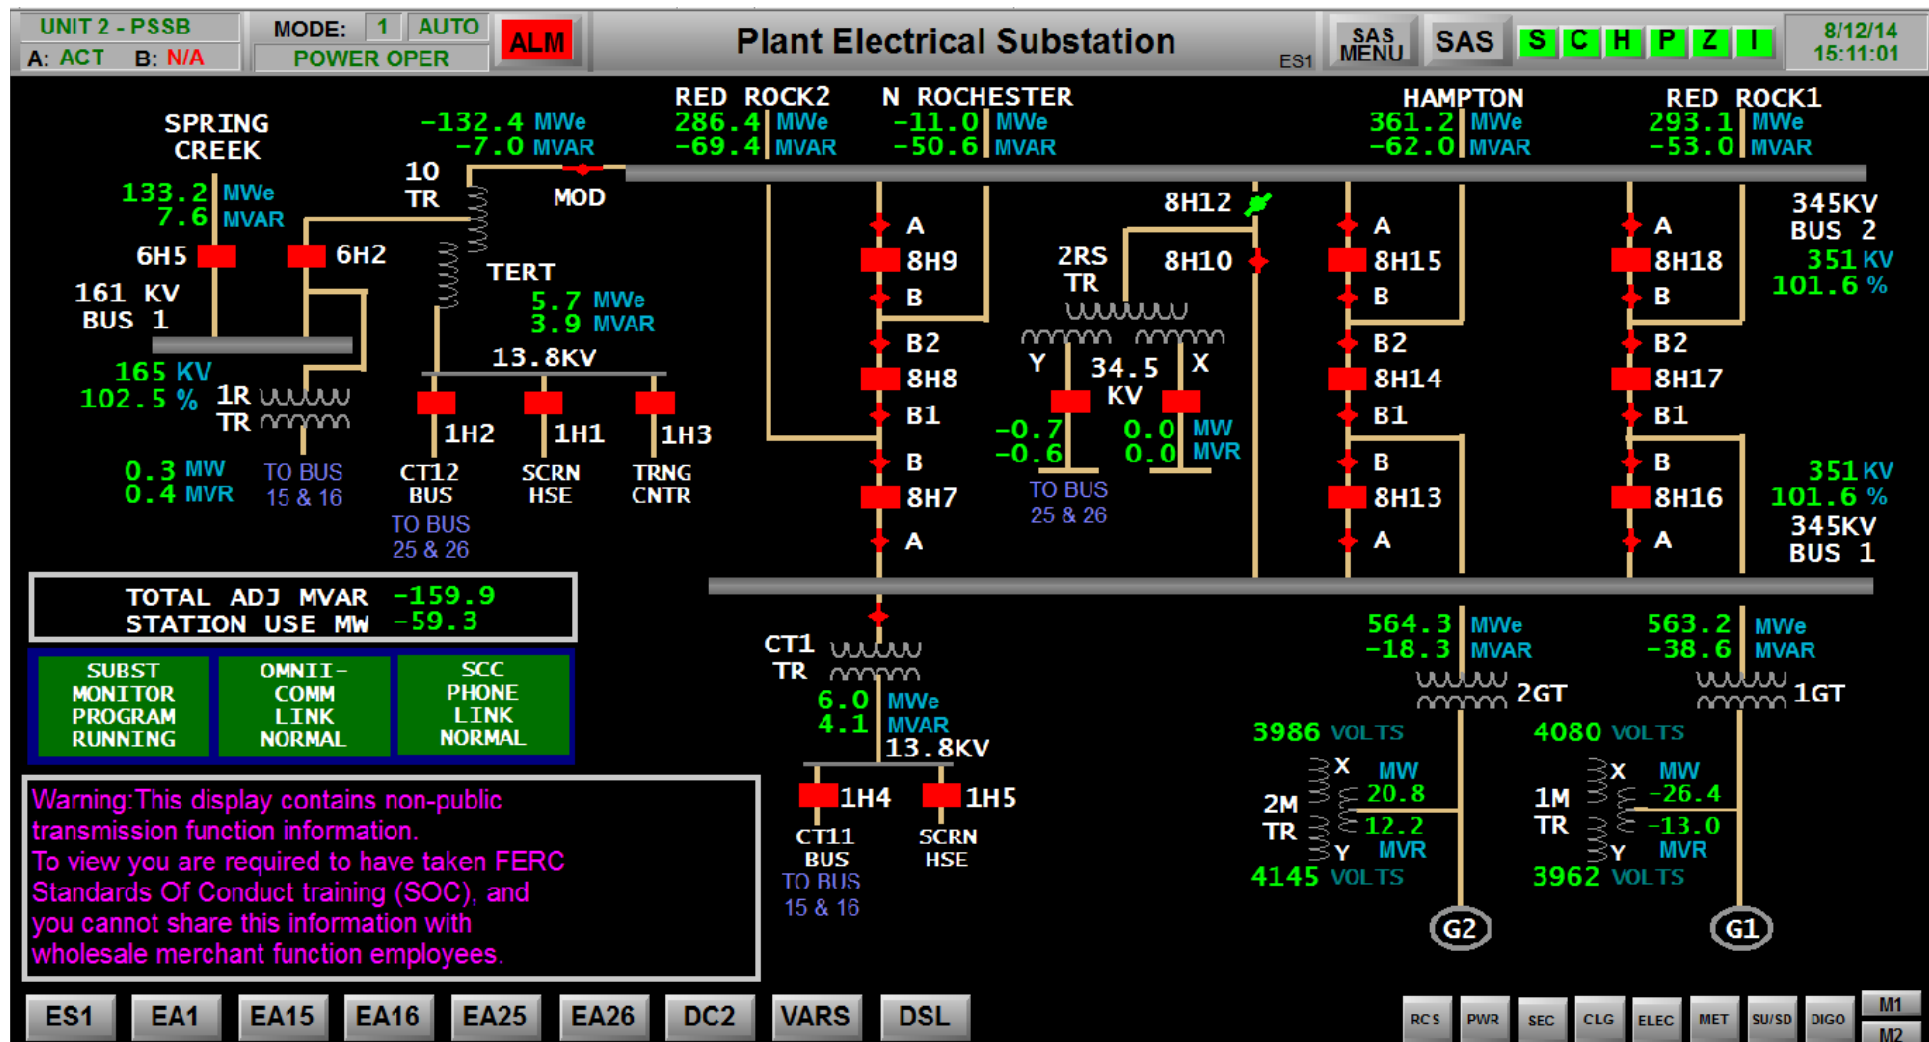 UNIT 2 - PSSB
A: ACT B: N/A
MODE: 1 AUTO
POWER OPER
ALM
Plant Electrical Substation
ES1
SAS MENU
SAS
S C H P Z I
8/12/14
15:11:01
SPRING
CREEK
133.2 MWe
7.6 MVAR
6H5
6H2
161 KV
BUS 1
165 KV
102.5 %
1R
TR
0.3 MW
0.4 MVR
TO BUS
15 & 16
-132.4 MWe
-7.0 MVAR
10
TR
MOD
TERT
5.7 MWe
3.9 MVAR
13.8KV
1H2
1H1
1H3
CT12
BUS
SCRN
HSE
TRNG
CNTR
TO BUS
25 & 26
RED ROCK2
286.4 MWe
-69.4 MVAR
N ROCHESTER
-11.0 MWe
-50.6 MVAR
A
8H9
B
B2
8H8
B1
B
8H7
A
8H12
8H10
2RS
TR
Y
34.5
KV
X
-0.7
-0.6
0.0 MW
0.0 MVR
TO BUS
25 & 26
HAMPTON
361.2 MWe
-62.0 MVAR
A
8H15
B
B2
8H14
B1
B
8H13
A
RED ROCK1
293.1 MWe
-53.0 MVAR
A
8H18
B
B2
8H17
B1
B
8H16
A
345KV
BUS 2
351 KV
101.6 %
351 KV
101.6 %
345KV
BUS 1
TOTAL ADJ MVAR -159.9
STATION USE MW -59.3
SUBST
MONITOR
PROGRAM
RUNNING
OMNII-
COMM
LINK
NORMAL
SCC
PHONE
LINK
NORMAL
CT1
TR
6.0 MWe
4.1 MVAR
13.8KV
1H4
1H5
CT11
BUS
SCRN
HSE
TO BUS
15 & 16
564.3 MWe
-18.3 MVAR
2GT
3986 VOLTS
X
MW
20.8
2M
TR
12.2
MVR
Y
4145 VOLTS
G2
563.2 MWe
-38.6 MVAR
1GT
4080 VOLTS
X
MW
-26.4
1M
TR
-13.0
MVR
Y
3962 VOLTS
G1
Warning:This display contains non-public
transmission function information.
To view you are required to have taken FERC
Standards Of Conduct training (SOC), and
you cannot share this information with
wholesale merchant function employees.
ES1 EA1 EA15 EA16 EA25 EA26 DC2 VARS DSL
RCS PWR SEC CLG ELEC MET SU/SD DIGO
M1
M2